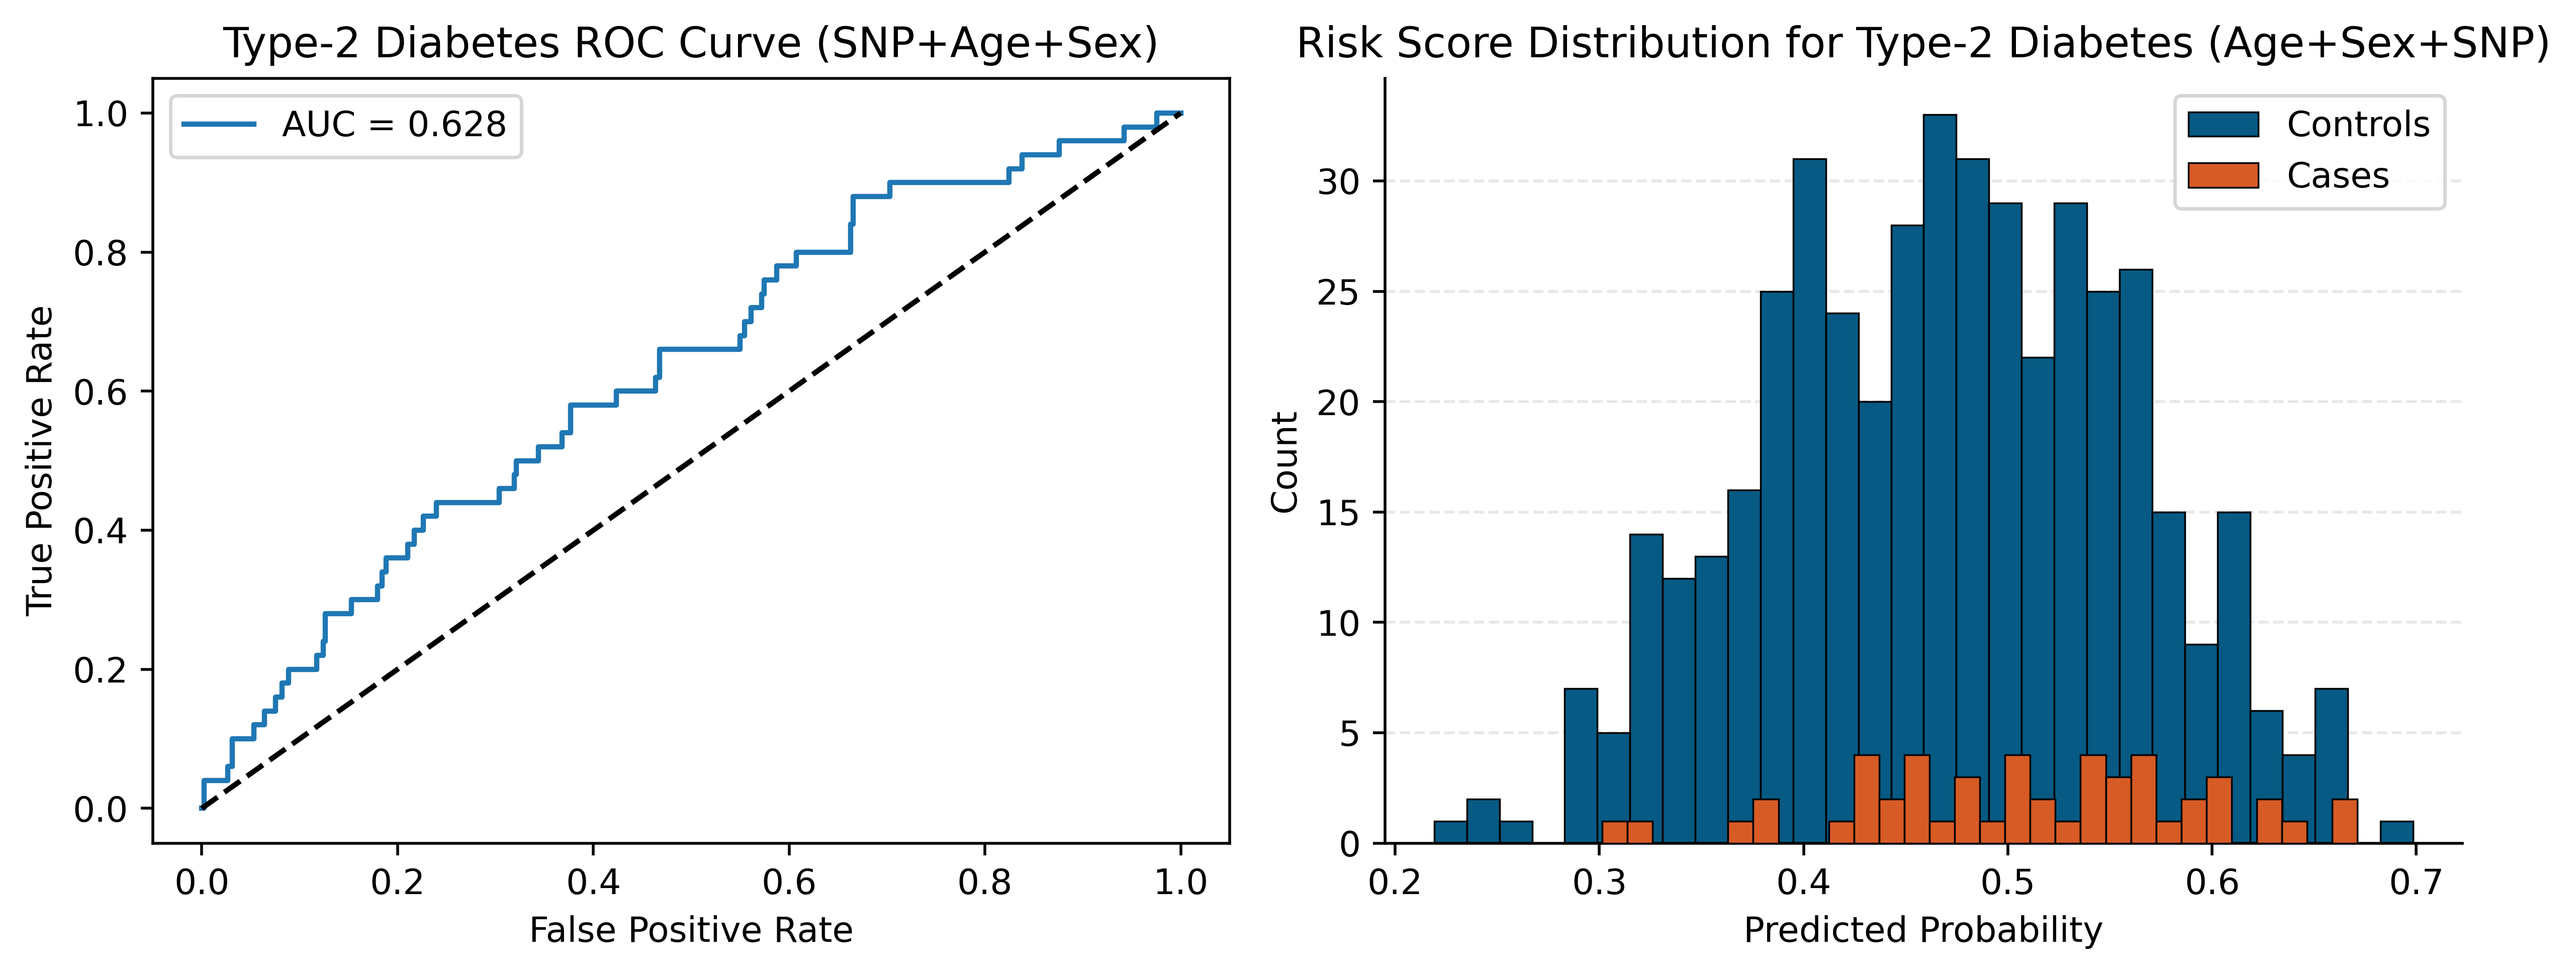 Type-2 Diabetes ROC Curve (SNP+Age+Sex)
AUC = 0.628
True Positive Rate
1.0
0.8
0.6
0.4
0.2
0.0
0.0 0.2 0.4 0.6 0.8 1.0
False Positive Rate
Risk Score Distribution for Type-2 Diabetes (Age+Sex+SNP)
Controls
Cases
Count
30
25
20
15
10
5
0
0.2 0.3 0.4 0.5 0.6 0.7
Predicted Probability